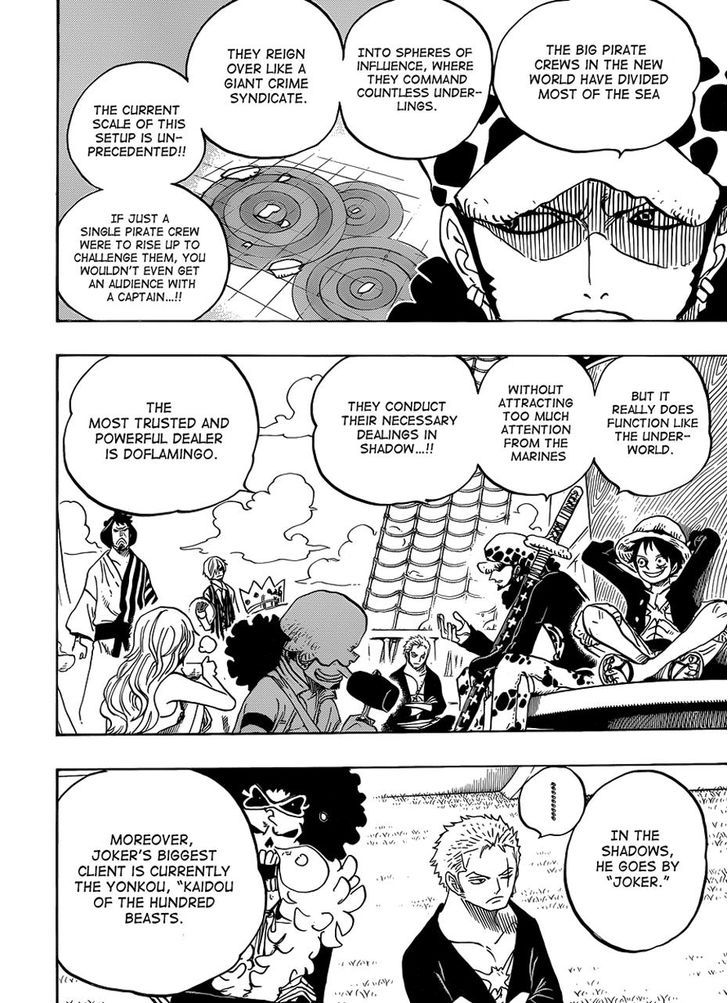 THE BIG PIRATE
CREWS IN THE NEW
WORLD HAVE DIVIDED
MOST OF THE SEA
INTO SPHERES OF
INFLUENCE, WHERE
THEY COMMAND
COUNTLESS UNDER-
LINGS.
THEY REIGN
OVER LIKE A
GIANT CRIME
SYNDICATE.
THE CURRENT
SCALE OF THIS
SETUP IS UN-
PRECEDENTED!!
IF JUST A
SINGLE PIRATE CREW
WERE TO RISE UP TO
CHALLENGE THEM, YOU
WOULDN'T EVEN GET
AN AUDIENCE WITH
A CAPTAIN...!!
BUT IT
REALLY DOES
FUNCTION LIKE
THE UNDER-
WORLD.
WITHOUT
ATTRACTING
TOO MUCH
ATTENTION
FROM THE
MARINES
THEY CONDUCT
THEIR NECESSARY
DEALINGS IN
SHADOW...!!
THE
MOST TRUSTED AND
POWERFUL DEALER
IS DOFLAMINGO.
IN THE
SHADOWS,
HE GOES BY
"JOKER."
.........
MOREOVER,
JOKER'S BIGGEST
CLIENT IS CURRENTLY
THE YONKOU, "KAIDOU
OF THE HUNDRED
BEASTS.